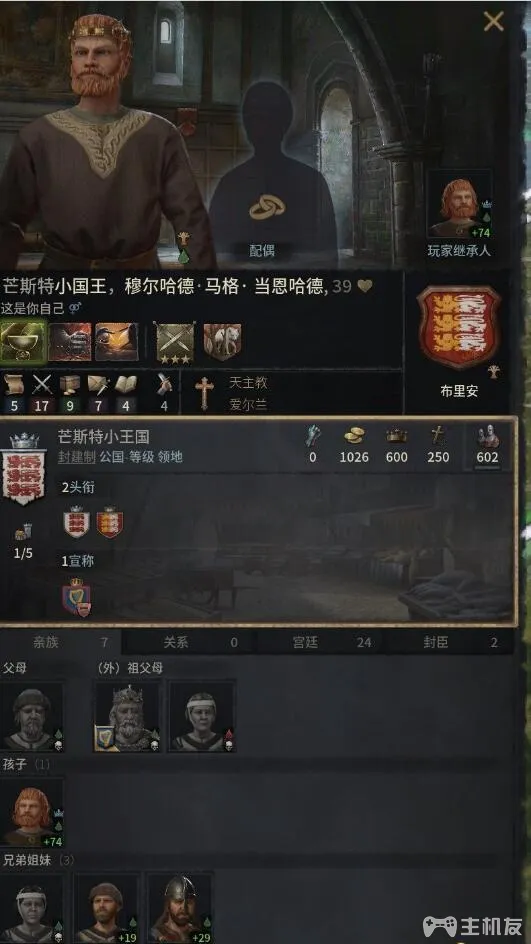 配偶
+74
玩家继承人
芒斯特小国王，穆尔哈德·马格·当恩哈德, 39
这是你自己
布里安
5 17 9 7 4 4
天主教
爱尔兰
芒斯特小王国
封建制 公国-等级 领地
0 1026 600 250 602
2头衔
1/5
1宣称
亲族 7 关系 0 宫廷 24 封臣 2
父母 （外）祖父母
孩子 (1)
+74
兄弟姐妹 (3)
+19 +29
主机友